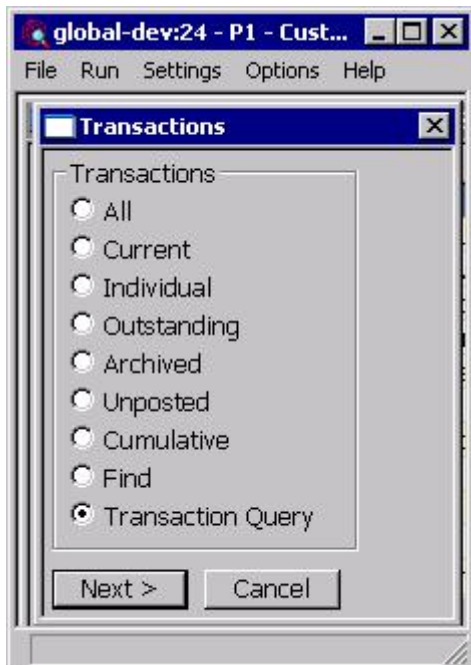 global-dev:24 - P1 - Cust...
File Run Settings Options Help
Transactions
Transactions
All
Current
Individual
Outstanding
Archived
Unposted
Cumulative
Find
Transaction Query
Next >
Cancel